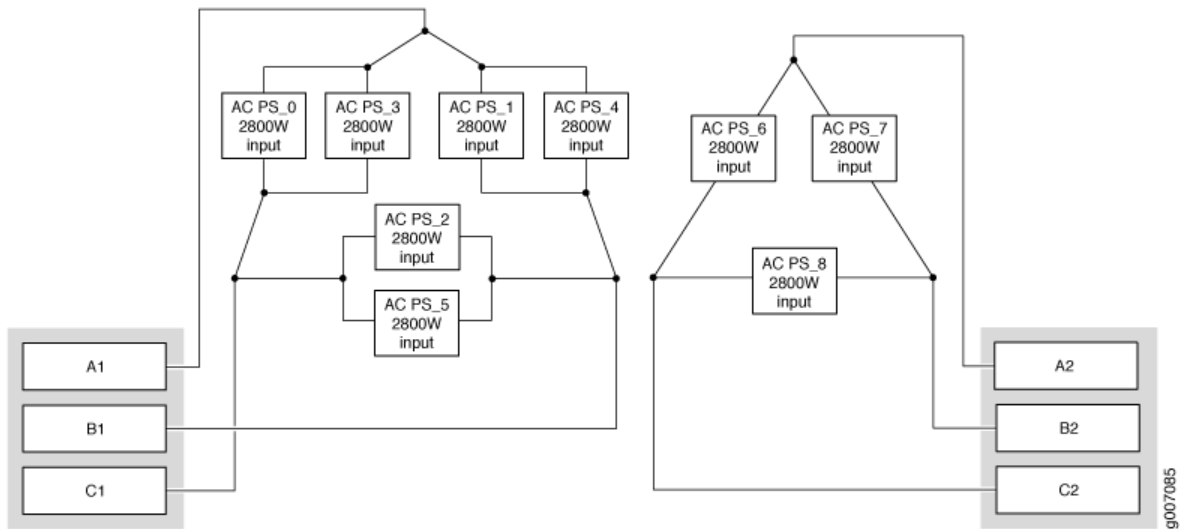 AC PS_0
2800W
input
AC PS_3
2800W
input
AC PS_1
2800W
input
AC PS_4
2800W
input
AC PS_6
2800W
input
AC PS_7
2800W
input
AC PS_2
2800W
input
AC PS_5
2800W
input
AC PS_8
2800W
input
A1
B1
C1
A2
B2
C2
g007085